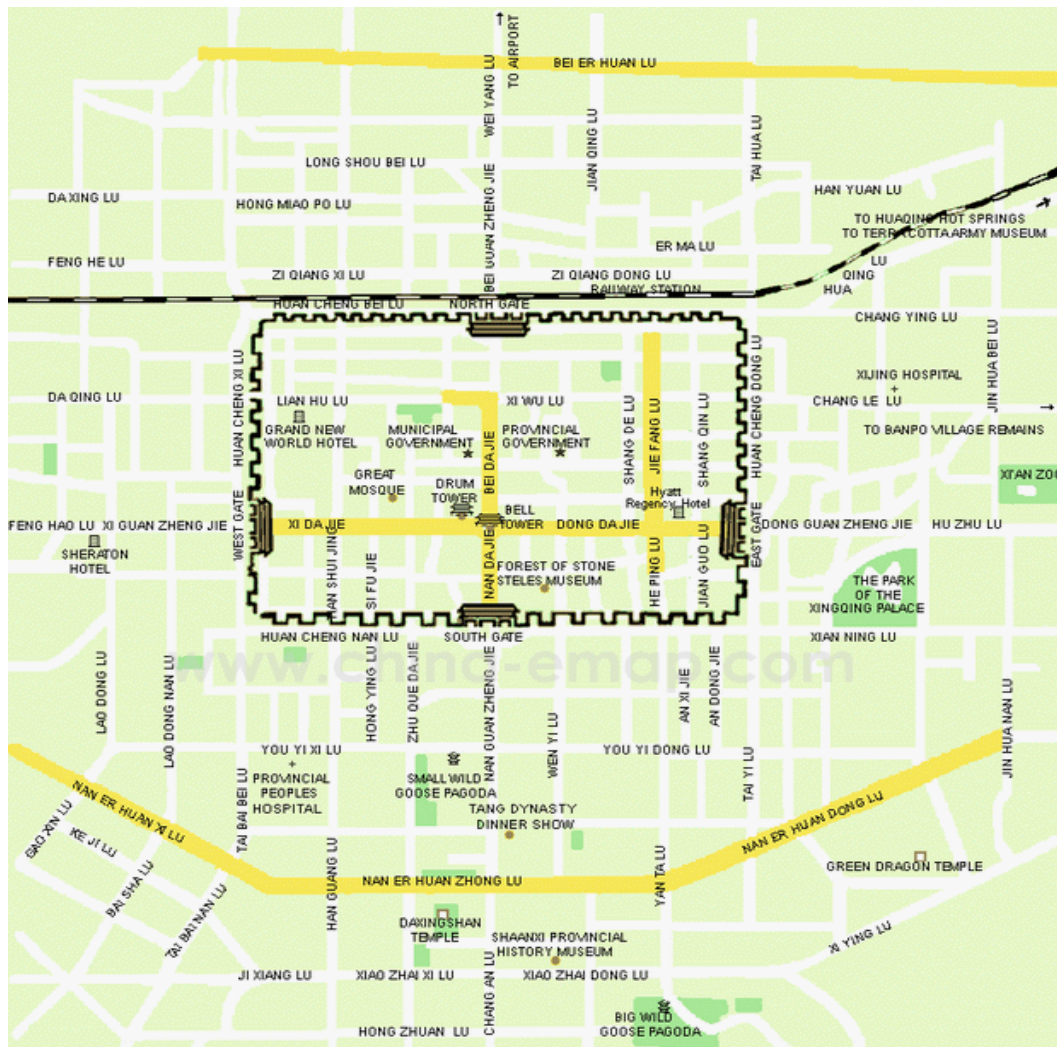 TO AIRPORT
WEI YANG LU
BEI ER HUAN LU
JIAN QING LU
TAI HUA LU
LONG SHOU BEI LU
BEI GUAN ZHENG JIE
DA XING LU
HONG MIAO PO LU
HAN YUAN LU
TO HUAQING HOT SPRINGS
TO TERRACOTTA ARMY MUSEUM
ER MA LU
FENG HE LU
ZI QIANG XI LU
ZI QIANG DONG LU
RAILWAY STATION
LU
QING
HUA
HUAN CHENG BEI LU
NORTH GATE
CHANG YING LU
JIN HUA BEI LU
HUAN CHENG XI LU
HUAN CHENG DONG LU
XIJING HOSPITAL
DA QING LU
LIAN HU LU
XI WU LU
CHANG LE LU
SHANG DE LU
JIE FANG LU
SHANG QIN LU
GRAND NEW
WORLD HOTEL
MUNICIPAL
GOVERNMENT
PROVINCIAL
GOVERNMENT
TO BANPO VILLAGE REMAINS
BEI DAJIE
GREAT
MOSQUE
DRUM
TOWER
XI'AN ZOO
Hyatt
Regency Hotel
BELL
TOWER
FENG HAO LU
XI GUAN ZHENG JIE
WEST GATE
XI DAJIE
DONG DAJIE
EAST GATE
DONG GUAN ZHENG JIE
HU ZHU LU
SHERATON
HOTEL
NAN SHUI JING
SI FU JIE
NAN DAJIE
FOREST OF STONE
STELES MUSEUM
HE PING LU
JIAN GUO LU
THE PARK
OF THE
XINGQING PALACE
HUAN CHENG NAN LU
SOUTH GATE
XIAN NING LU
www.china-emap.com
LAO DONG LU
LAO DONG NAN LU
HONG YING LU
ZHU QUE DAJIE
NAN GUAN ZHENG JIE
WEN YI LU
AN XI JIE
AN DONG JIE
JIN HUA NAN LU
YOU YI XI LU
YOU YI DONG LU
TAI YI LU
TAI BAI BEI LU
PROVINCIAL
PEOPLES
HOSPITAL
SMALL WILD
GOOSE PAGODA
TANG DYNASTY
DINNER SHOW
NAN ER HUAN XI LU
NAN ER HUAN DONG LU
GAO XIN LU
KE JI LU
BAI SHA LU
TAI BAI NAN LU
HAN GUANG LU
NAN ER HUAN ZHONG LU
YAN TA LU
GREEN DRAGON TEMPLE
DAXINGSHAN
TEMPLE
SHAANXI PROVINCIAL
HISTORY MUSEUM
XI YING LU
JI XIANG LU
XIAO ZHAI XI LU
CHANG AN LU
XIAO ZHAI DONG LU
HONG ZHUAN LU
BIG WILD
GOOSE PAGODA